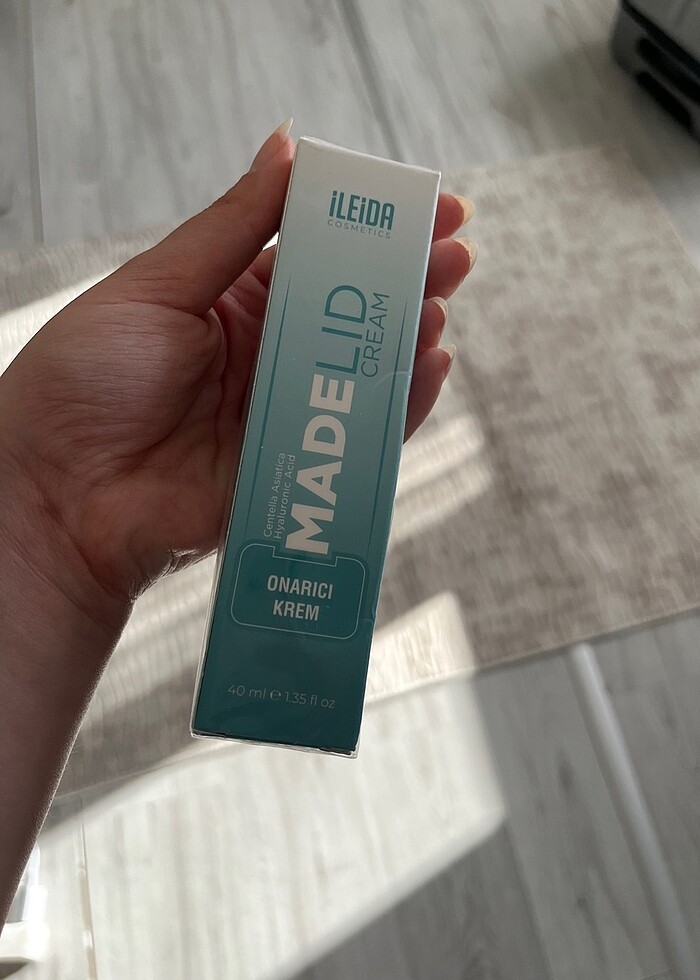 iLEiDA
COSMETICS
MADELID
CREAM
Centella Asiatica
Hyaluronic Acid
ONARICI
KREM
40 ml e 1.35 fl oz